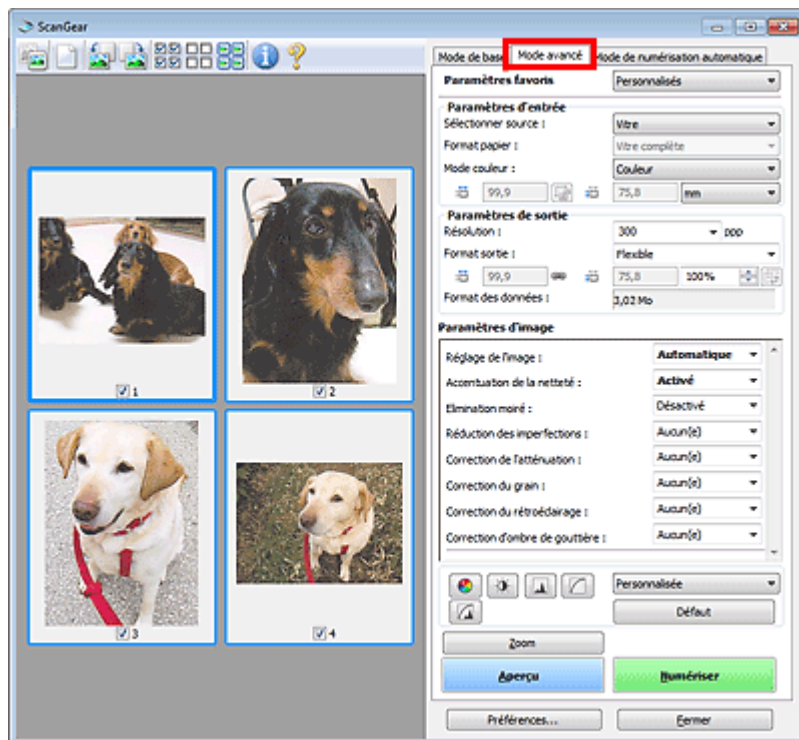 ScanGear
Mode de base Mode avancé Mode de numérisation automatique
Paramètres favoris Personnalisés
Paramètres d'entrée
Sélectionner source : Vitre
Format papier : Vitre complète
Mode couleur : Couleur
99,9 75,8 mm
Paramètres de sortie
Résolution : 300 ppp
Format sortie : Flexible
99,9 75,8 100%
Format des données : 3,02 Mo
Paramètres d'image
Réglage de l'image : Automatique
Accentuation de la netteté : Activé
Elimination moiré : Désactivé
Réduction des imperfections : Aucun(e)
Correction de l'atténuation : Aucun(e)
Correction du grain : Aucun(e)
Correction du rétroéclairage : Aucun(e)
Correction d'ombre de gouttière : Aucun(e)
1
2
3
4
Personnalisée
Défaut
Zoom
Aperçu Numériser
Préférences... Fermer